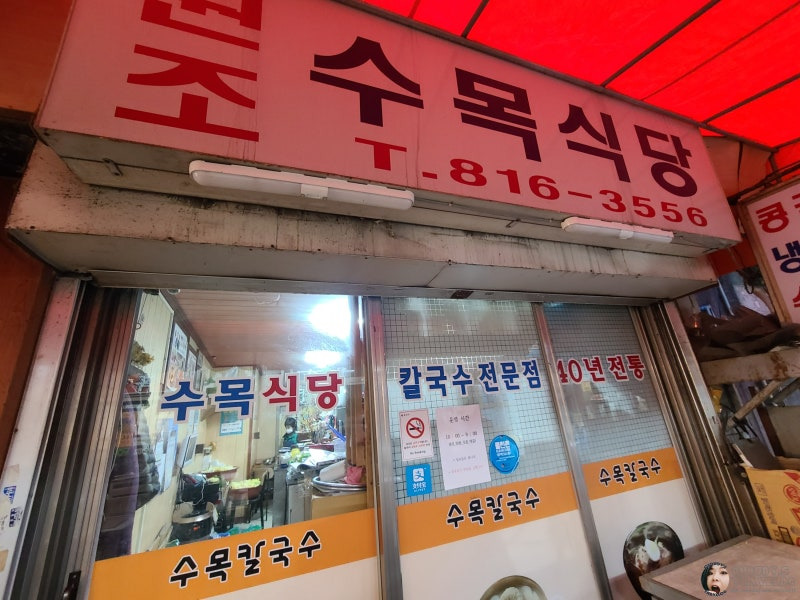 원조
수목식당
T.816-3556
콩
냉
수목식당
칼국수전문점
40년 전통
수목칼국수
수목칼국수
수목칼국수